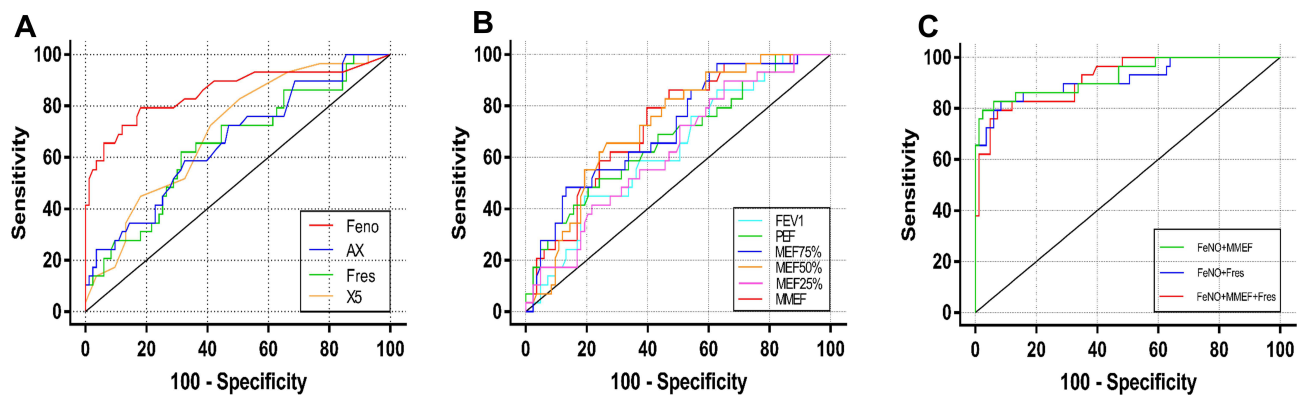 A
Sensitivity
100
80
60
40
20
0
Feno
AX
Fres
X5
0 20 40 60 80 100
100 - Specificity
B
Sensitivity
100
80
60
40
20
0
FEV1
PEF
MEF75%
MEF50%
MEF25%
MMEF
0 20 40 60 80 100
100 - Specificity
C
Sensitivity
100
80
60
40
20
0
FeNO+MMEF
FeNO+Fres
FeNO+MMEF+Fres
0 20 40 60 80 100
100 - Specificity